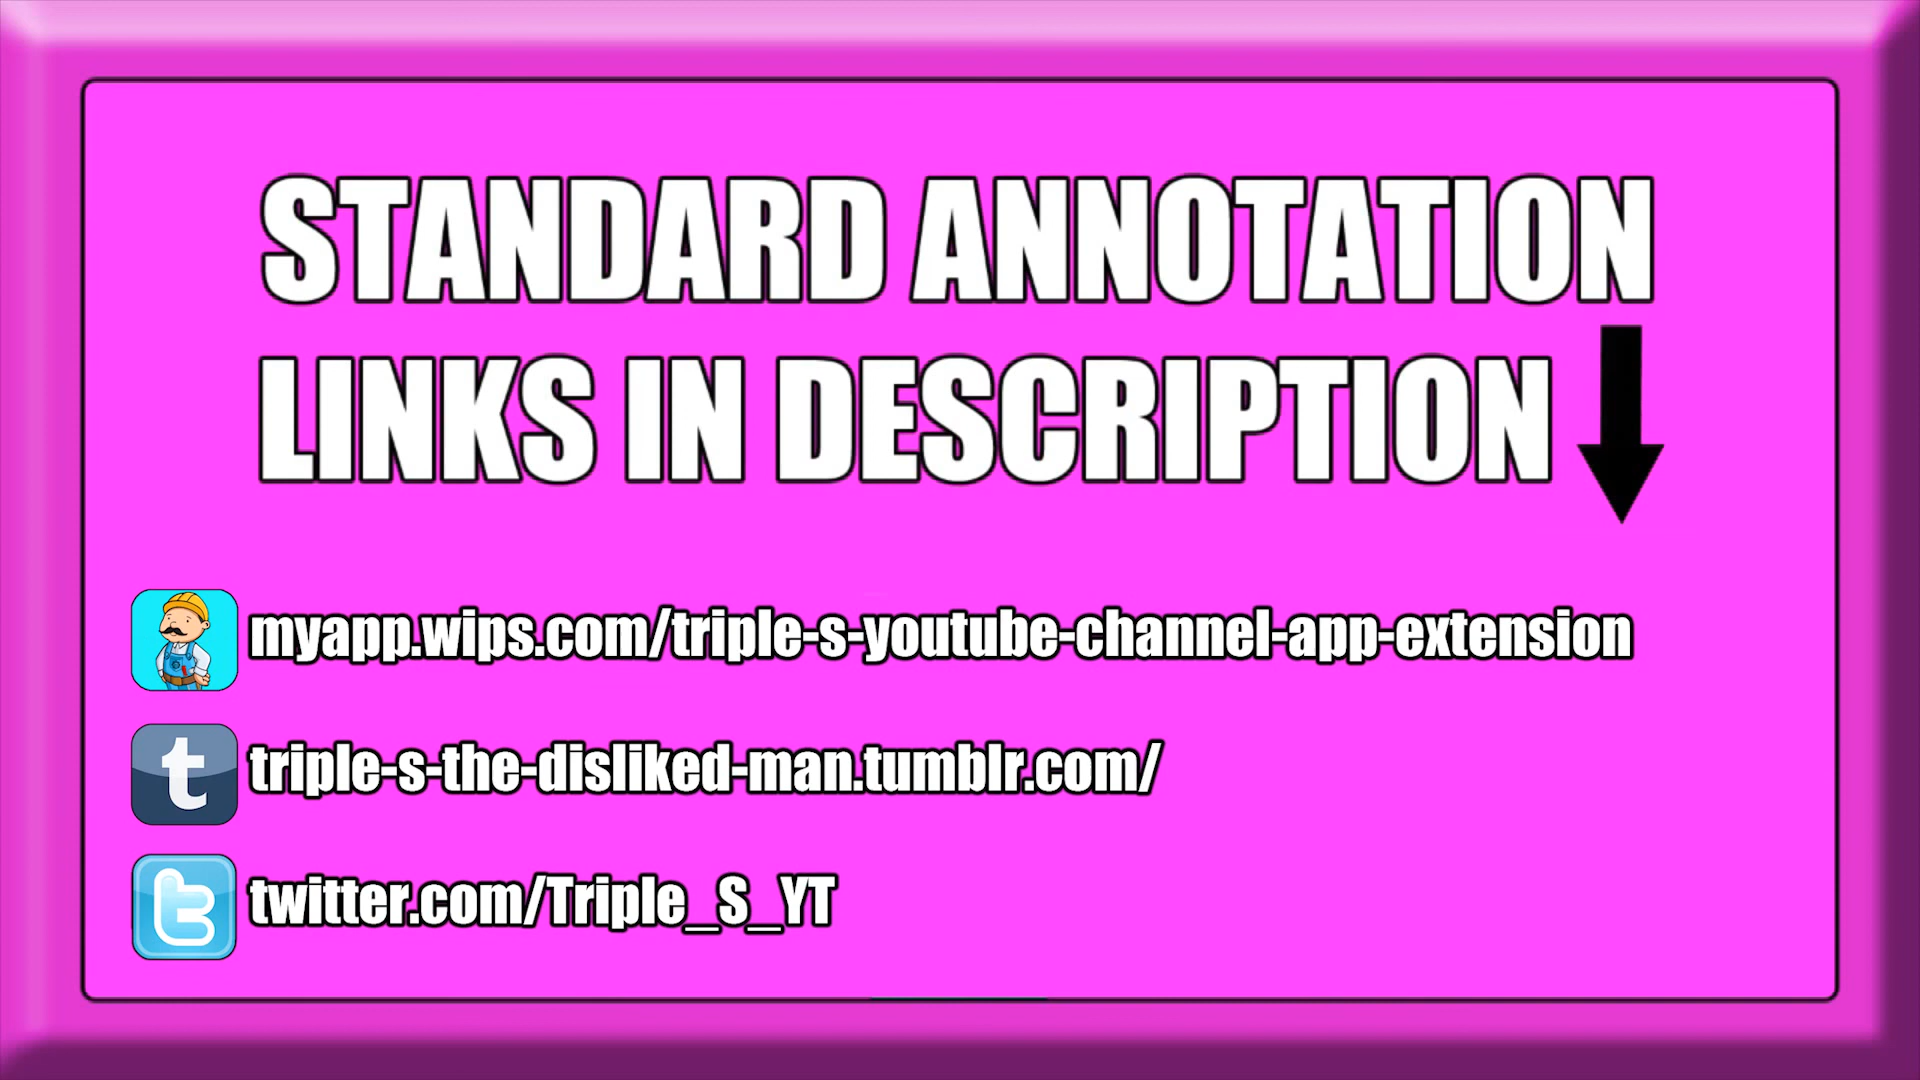 STANDARD ANNOTATION
LINKS IN DESCRIPTION
myapp.wips.com/triple-s-youtube-channel-app-extension
triple-s-the-disliked-man.tumblr.com/
twitter.com/Triple_S_YT